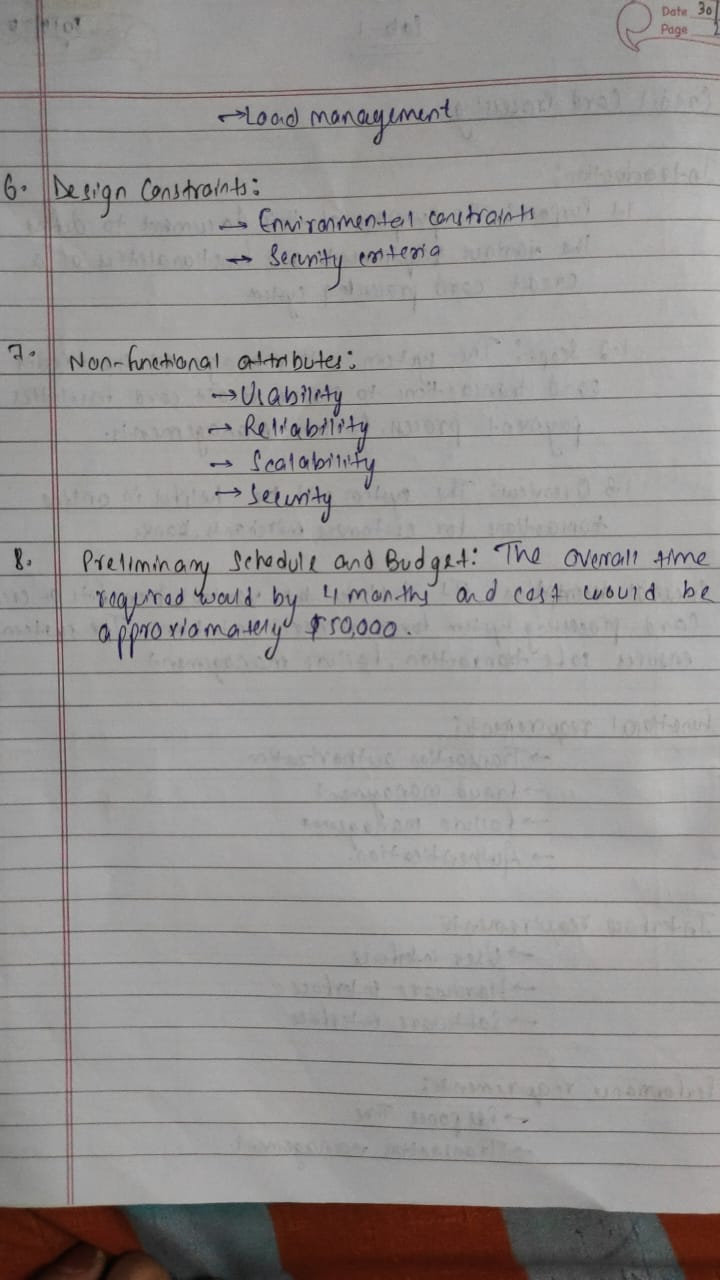 Date 30
Page
→Load management
6. Design Constraints:
→ Environmental constraints
→ Security criteria
7. Non-functional attributes:
→Usability
→ Reliability
→ Scalability
→ Security
8. Preliminary Schedule and Budget: The overall time
required would by 4 months and cost would be
approxiamately $50,000.